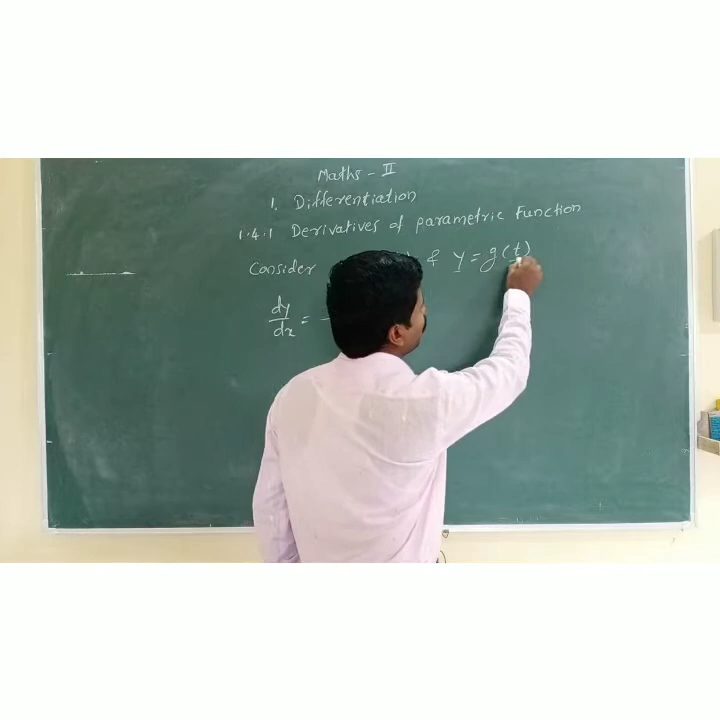 Maths - II
1. Differentiation
1.4.1 Derivatives of parametric Function
Consider ) & y = g(t)
dy/dx =